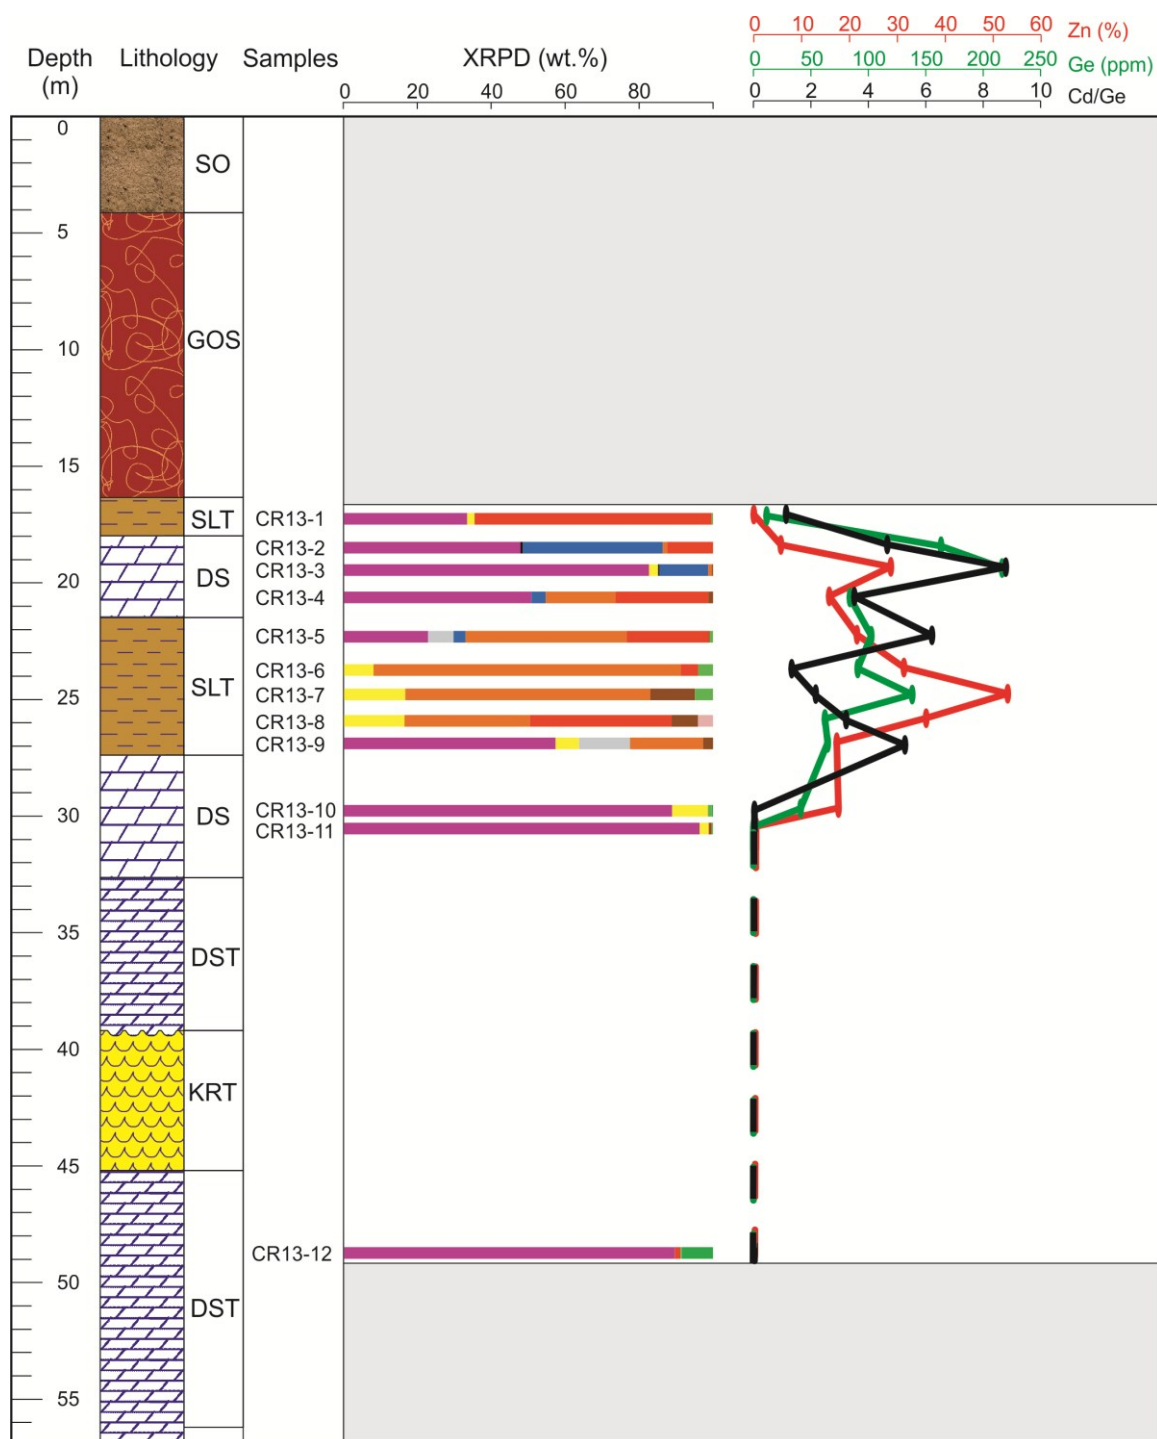 Depth (m)
Lithology
Samples
XRPD (wt.%)
0 20 40 60 80
0 10 20 30 40 50 60 Zn (%)
0 50 100 150 200 250 Ge (ppm)
0 2 4 6 8 10 Cd/Ge
0
SO
5
GOS
10
15
SLT
CR13-1
CR13-2
DS
CR13-3
20
CR13-4
CR13-5
CR13-6
SLT
CR13-7
25
CR13-8
CR13-9
CR13-10
30
DS
CR13-11
35
DST
40
KRT
45
CR13-12
50
DST
55